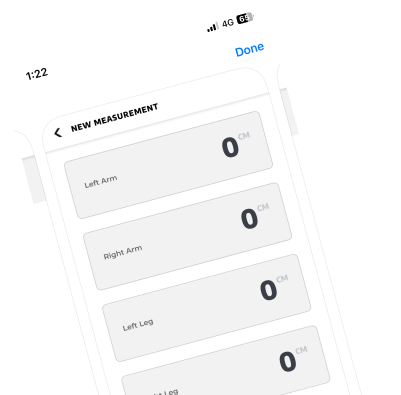 1:22
4G 65
Done
NEW MEASUREMENT
Left Arm
0 CM
Right Arm
0 CM
Left Leg
0 CM
Leg
0 CM